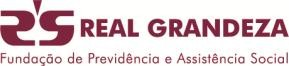 REAL GRANDEZA
Fundação de Previdência e Assistência Social